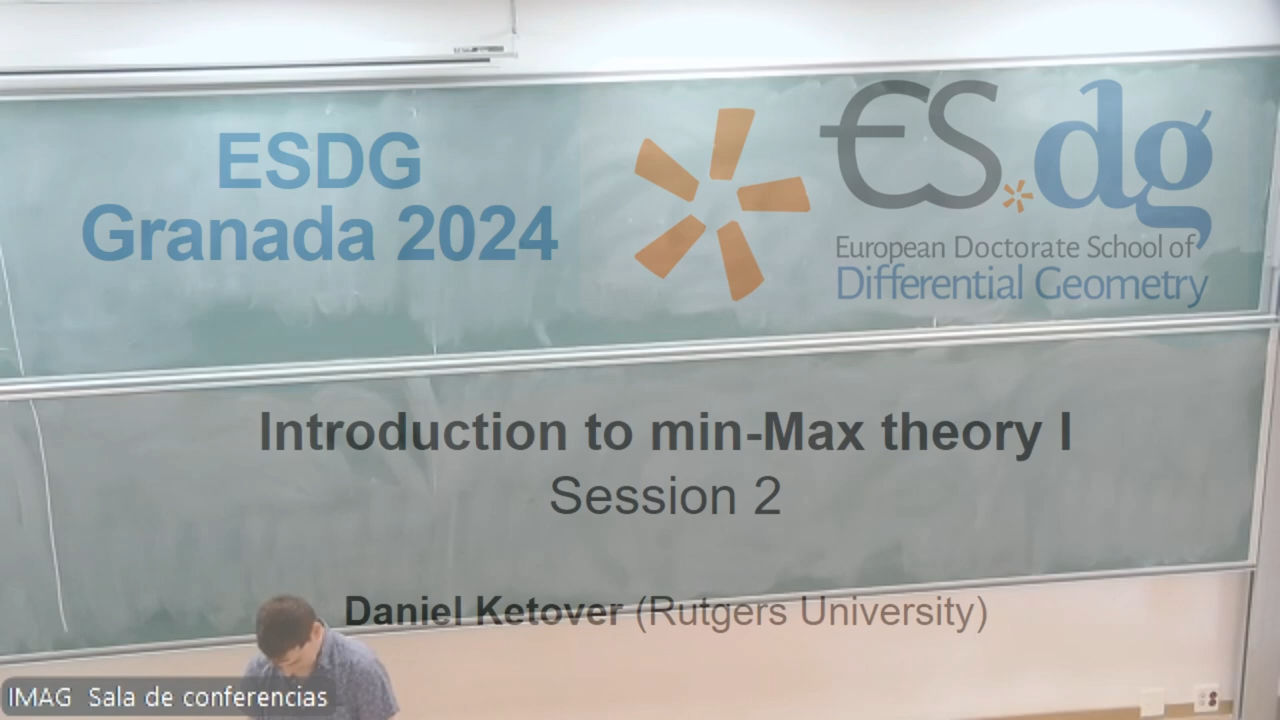 ESDG
Granada 2024
ES.dg
European Doctorate School of
Differential Geometry
Introduction to min-Max theory I
Session 2
Daniel Ketover (Rutgers University)
IMAG Sala de conferencias